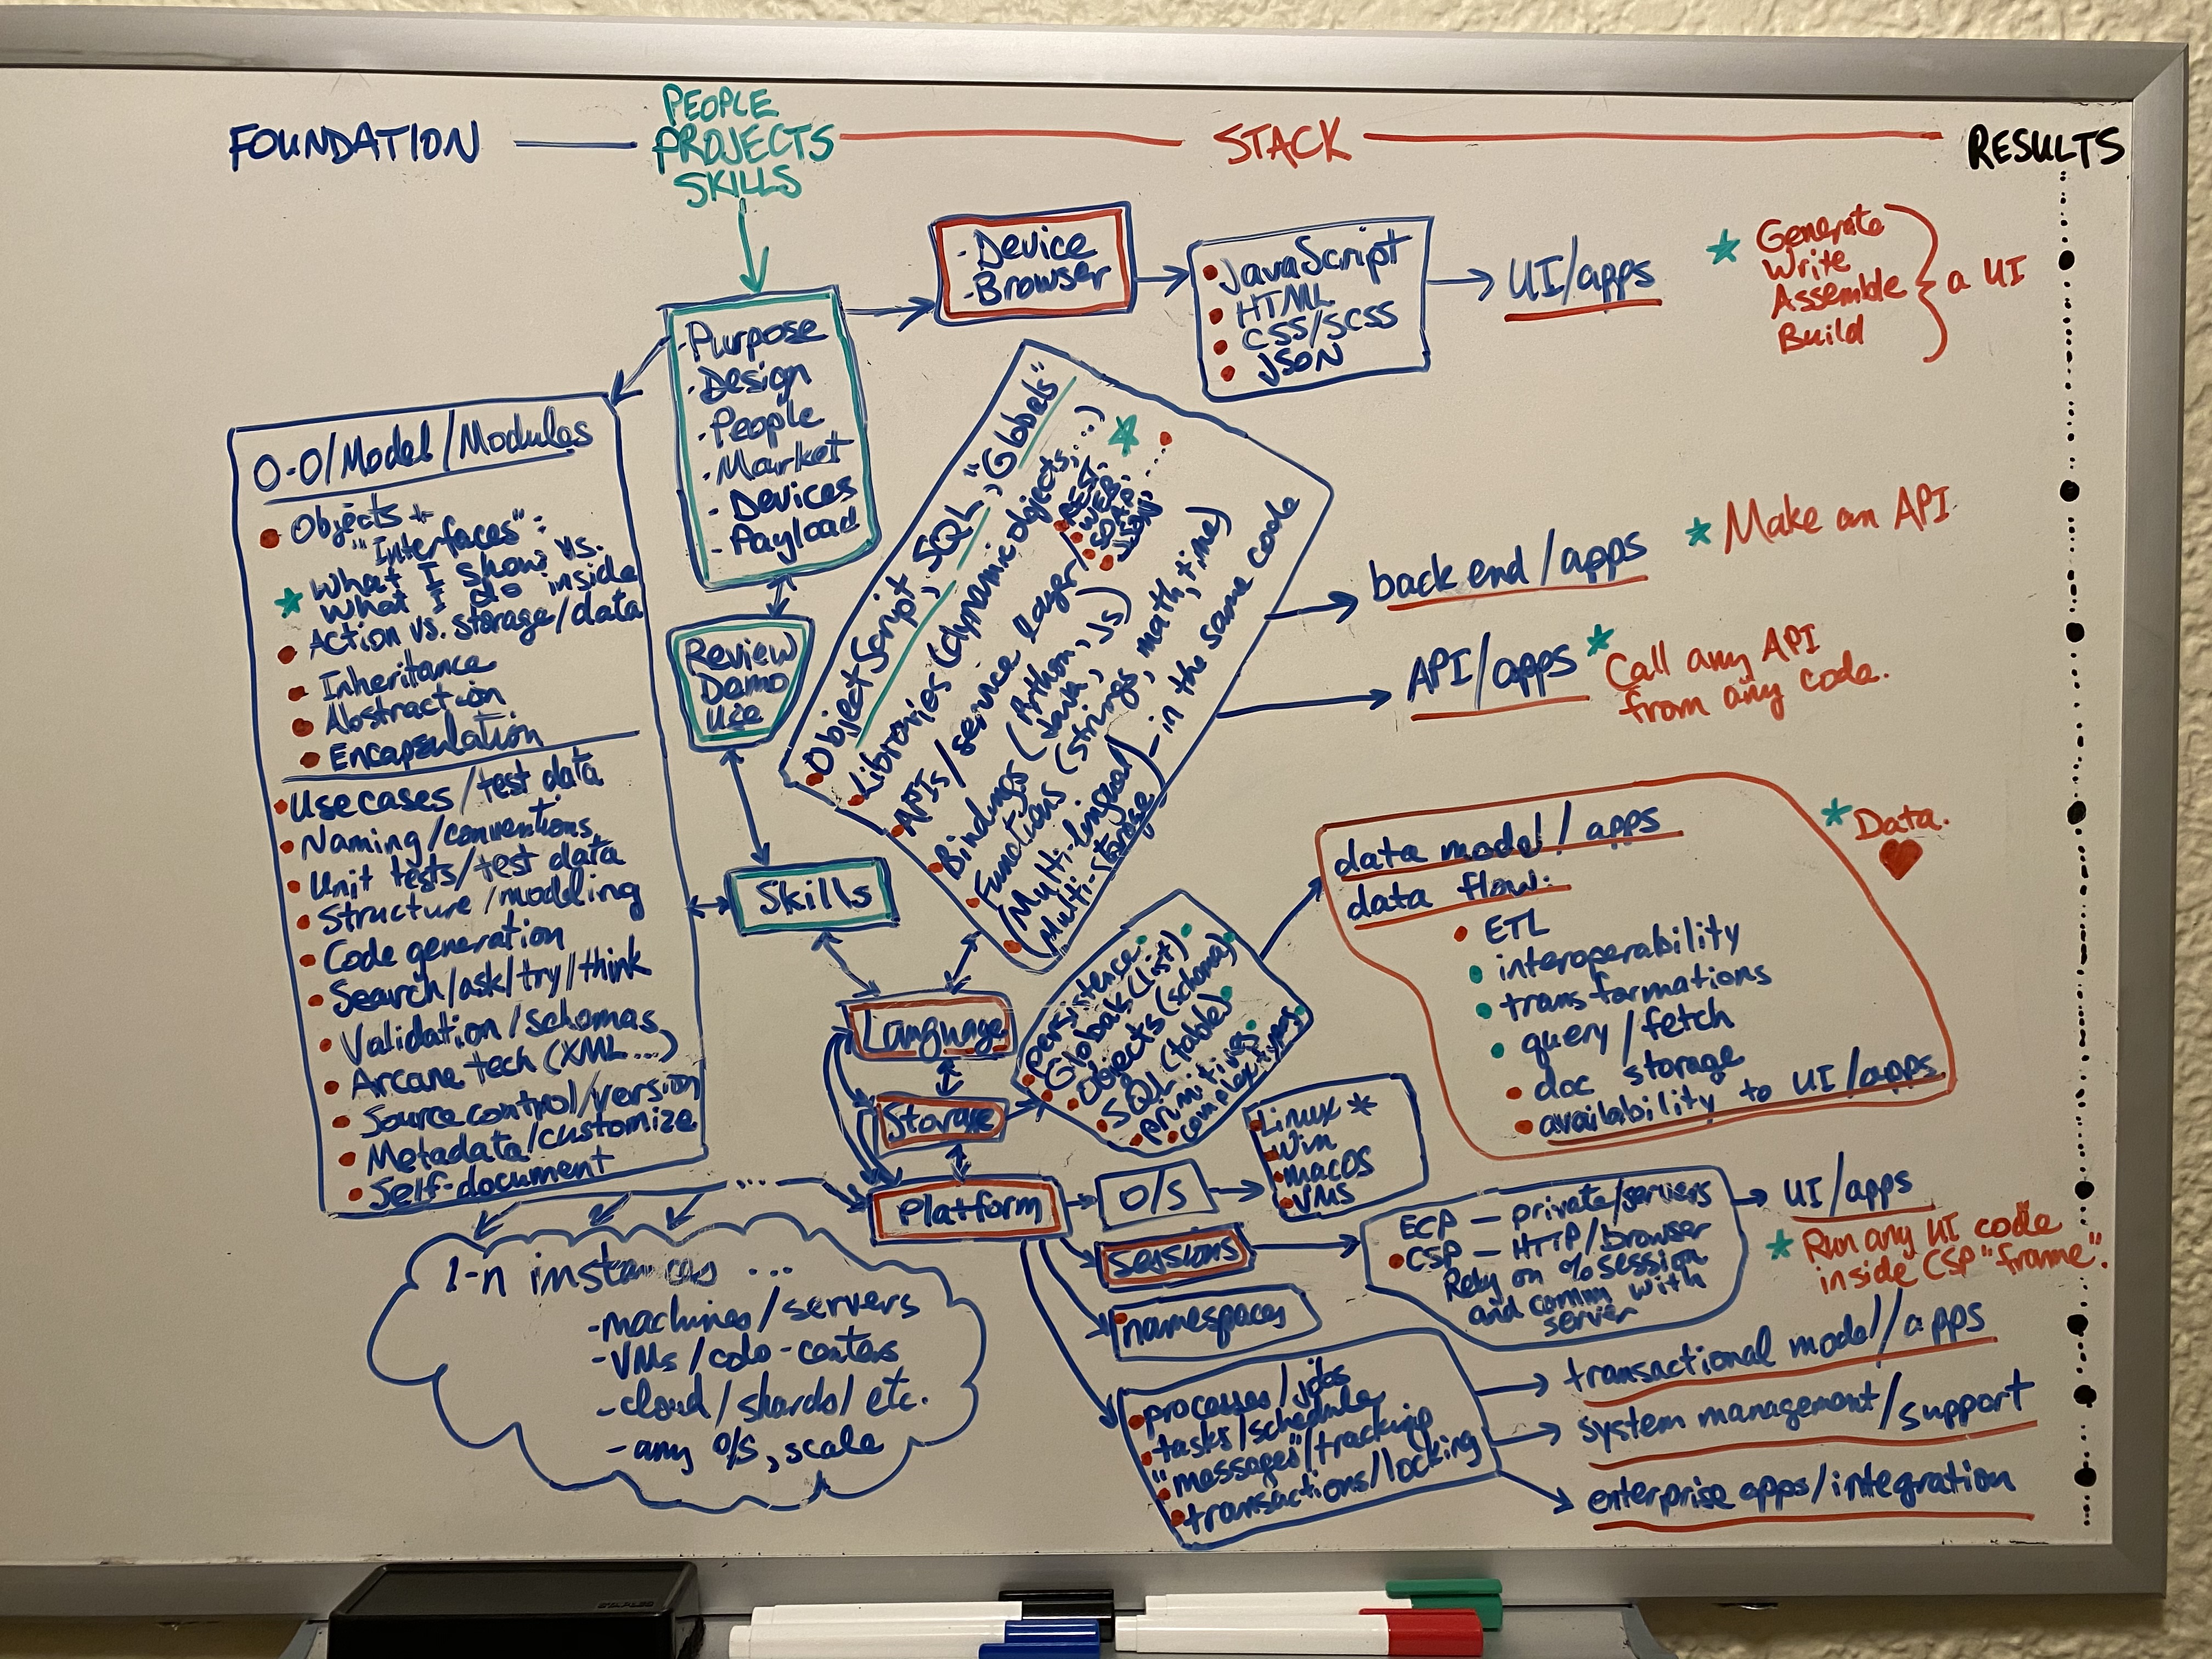 FOUNDATION
PEOPLE
PROJECTS
SKILLS
STACK
RESULTS
- Purpose
- Design
- People
- Market
- Devices
- Payload
Review
Demo
Use
Skills
- Device
- Browser
JavaScript
HTML
CSS/SCSS
JSON
UI/apps
* Generate
Write
Assemble
Build
a UI
O-O/Model/Modules
Objects +
"Interfaces":
* What I show vs.
What I do inside
Action vs. storage/data
Inheritance
Abstraction
Encapsulation
Use cases/test data
Naming/conventions
Unit tests/test data
Structure/modeling
Code generation
Search/ask/try/think
Validation/schemas
Arcane tech (XML...)
Source control/version
Metadata/customize
Self-document
ObjectScript, SQL, "Globals"
Libraries (dynamic objects,...)
APIs/service layer/
REST.
WEB.
SOAP.
JSON.
*
Bindings (Python, Java, JS)
Functions (strings, math, time)
(Multi-lingual)
(Multi-storage)
- in the same code
back end/apps
* Make an API
API/apps
* Call any API
from any code.
Language
Storage
Platform
Persistence:
Globals (list)
Objects (schema)
SQL (table)
primitives
complex types
data model/apps
data flow:
ETL
interoperability
transformations
query/fetch
doc storage
availability to UI/apps
* Data.
O/S
Linux *
Win
macOS
VMS
Sessions
ECP - private/servers
CSP - HTTP/browser
Rely on %session
and comm with
server
UI/apps
* Run any UI code
inside CSP "frame".
namespaces
processes/jobs
tasks/schedule
"messages"/tracking
transactions/locking
transactional model/apps
system management/support
enterprise apps/integration
...
1-n instances ...
- machines/servers
- VMs/colo-centers
- cloud/shards/etc.
- any O/S, scale
STAPLES